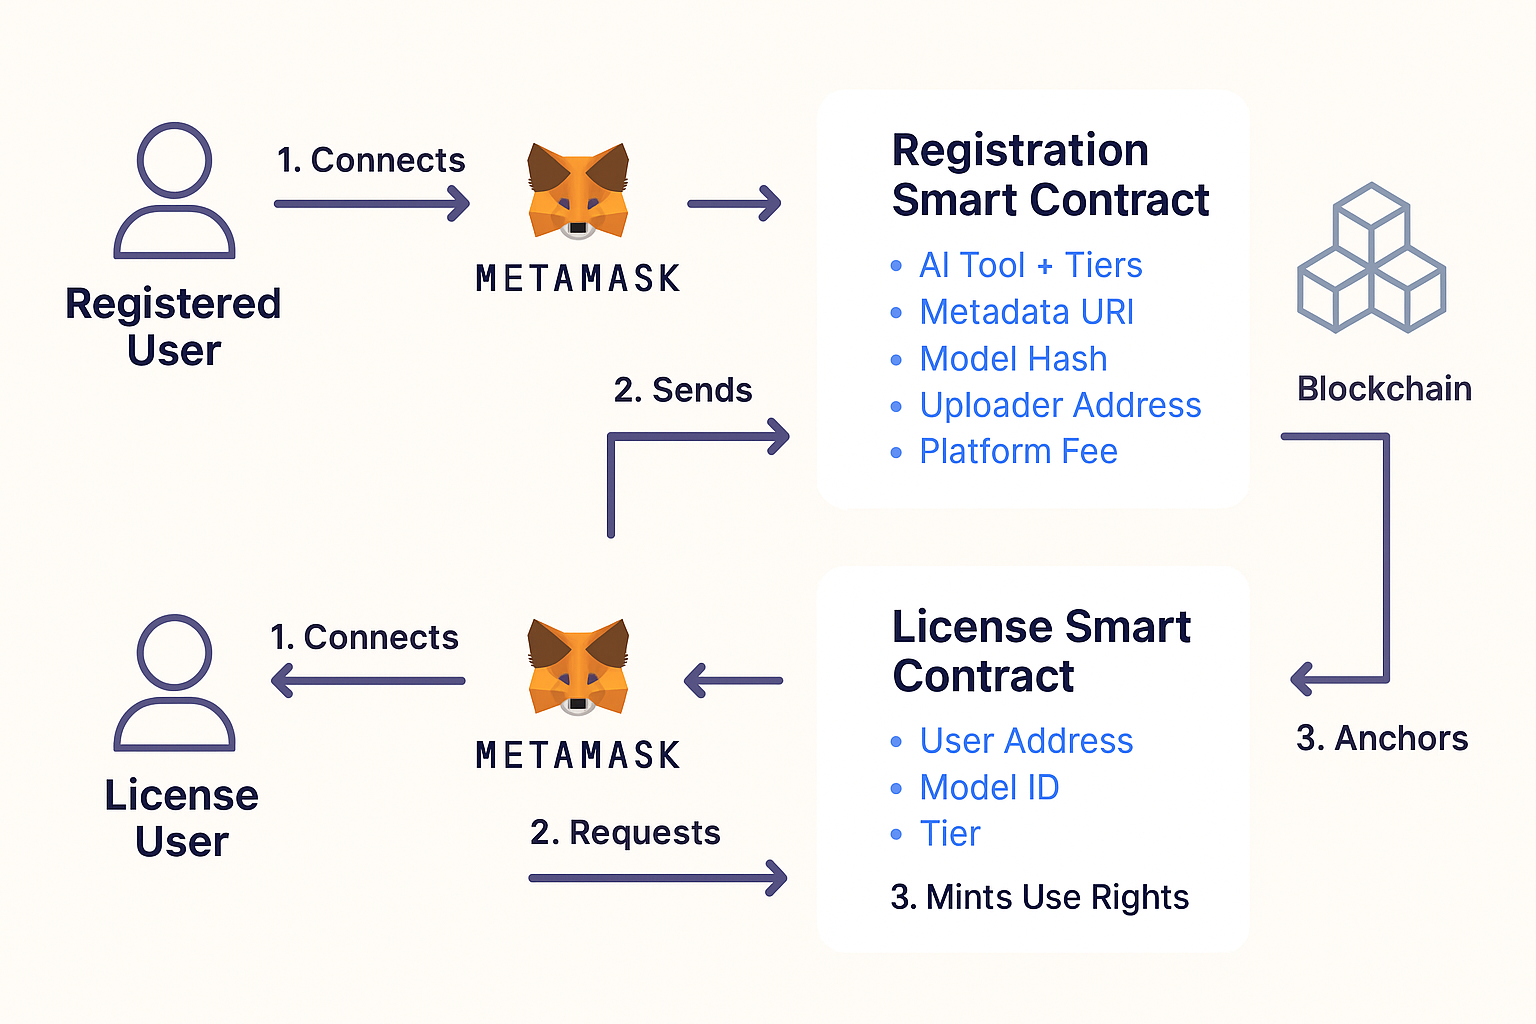 1. Connects
METAMASK
Registered
User
2. Sends
Registration
Smart Contract
• AI Tool + Tiers
• Metadata URI
• Model Hash
• Uploader Address
• Platform Fee
Blockchain
1. Connects
METAMASK
License
User
2. Requests
License Smart
Contract
• User Address
• Model ID
• Tier
3. Mints Use Rights
3. Anchors